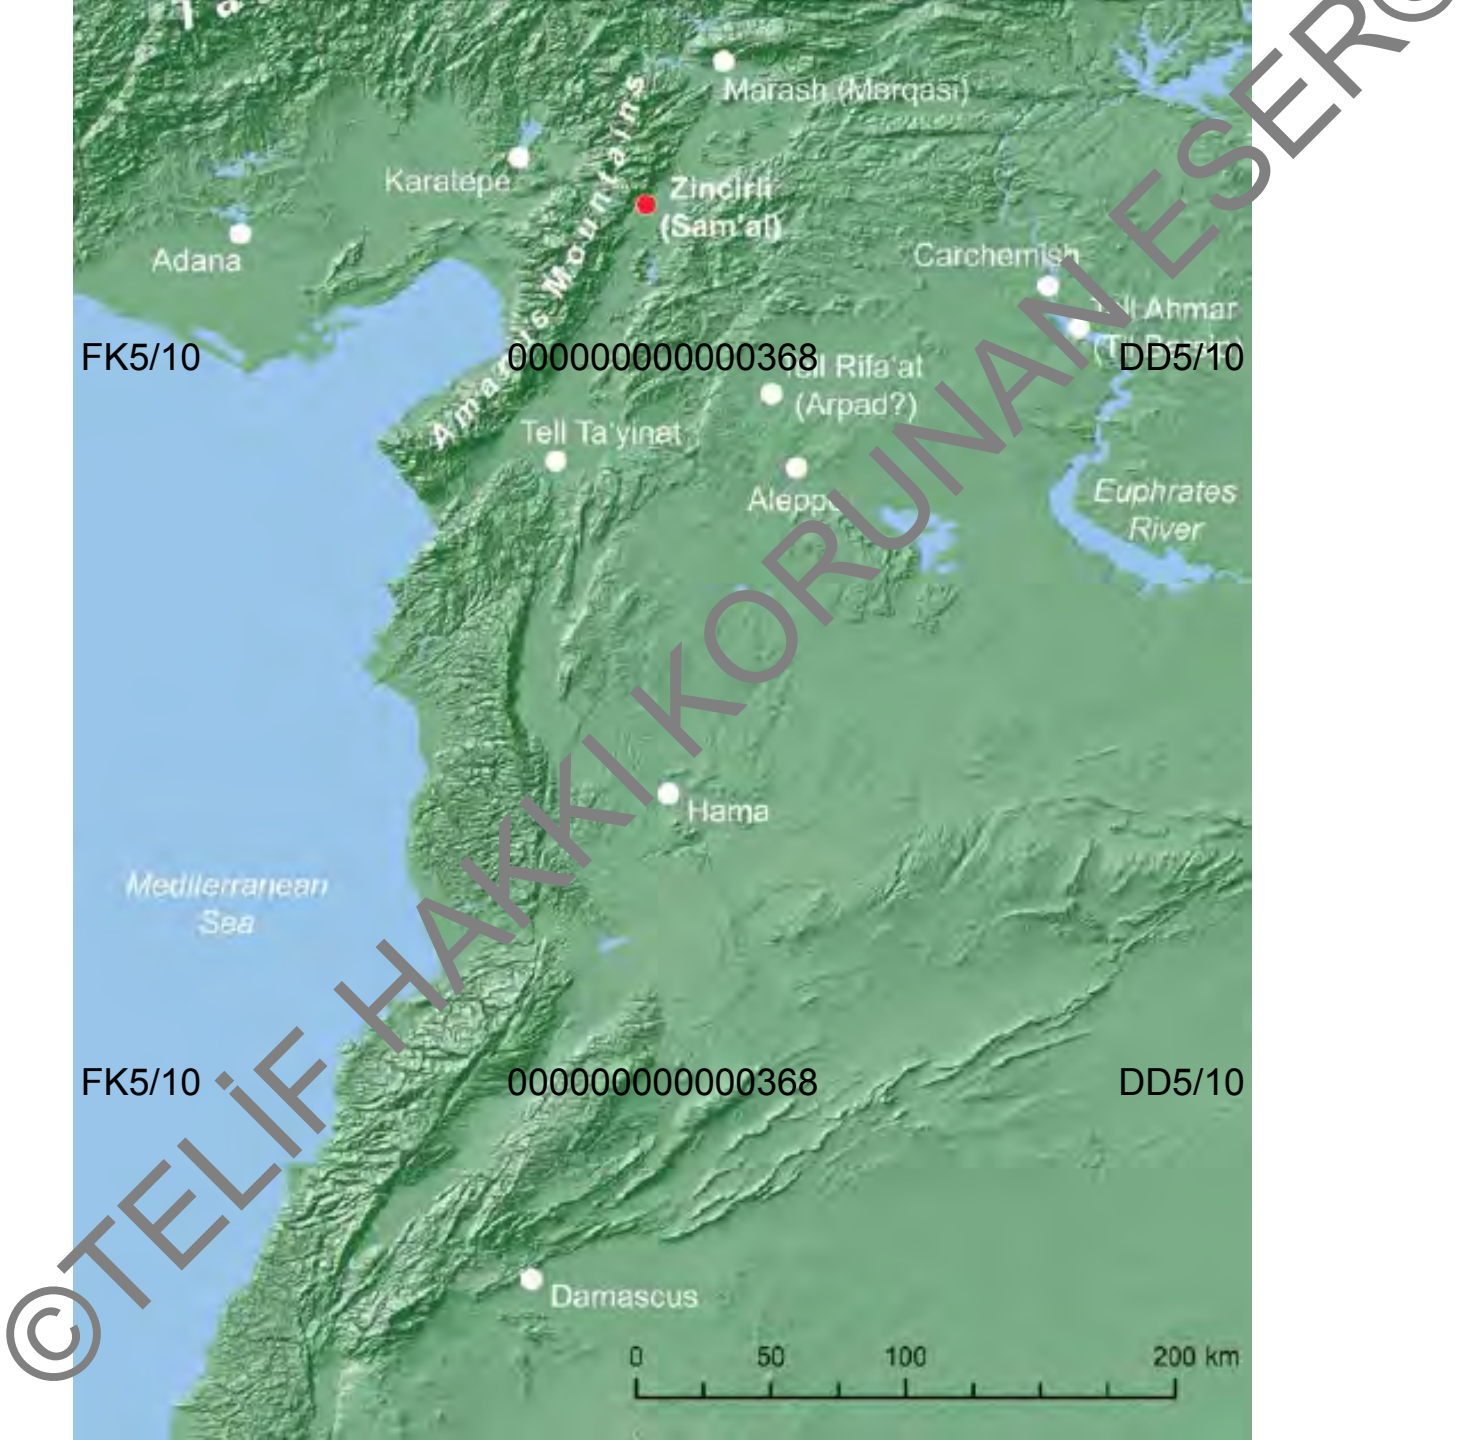 Ta
Marash (Marqasi)
Karatepe
Zincirli
(Sam'al)
Adana
Amanus Mountains
Carchemish
Tell Ahmar
FK5/10
000000000000368
DD5/10
Tell Rifa'at
(Arpad?)
Tell Ta'yinat
Aleppo
Euphrates
River
Hama
Mediterranean
Sea
FK5/10
000000000000368
DD5/10
Damascus
0 50 100 200 km
©TELİF HAKKI KORUNAN ESER©